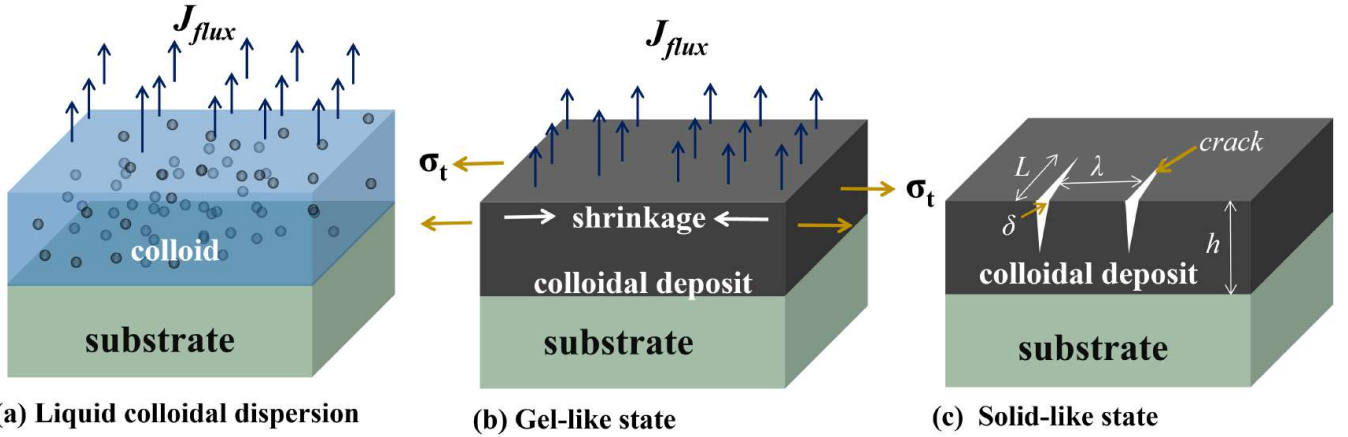 J_flux
colloid
substrate
(a) Liquid colloidal dispersion
J_flux
σt
σt
shrinkage
colloidal deposit
substrate
(b) Gel-like state
L
λ
crack
δ
h
colloidal deposit
substrate
(c) Solid-like state